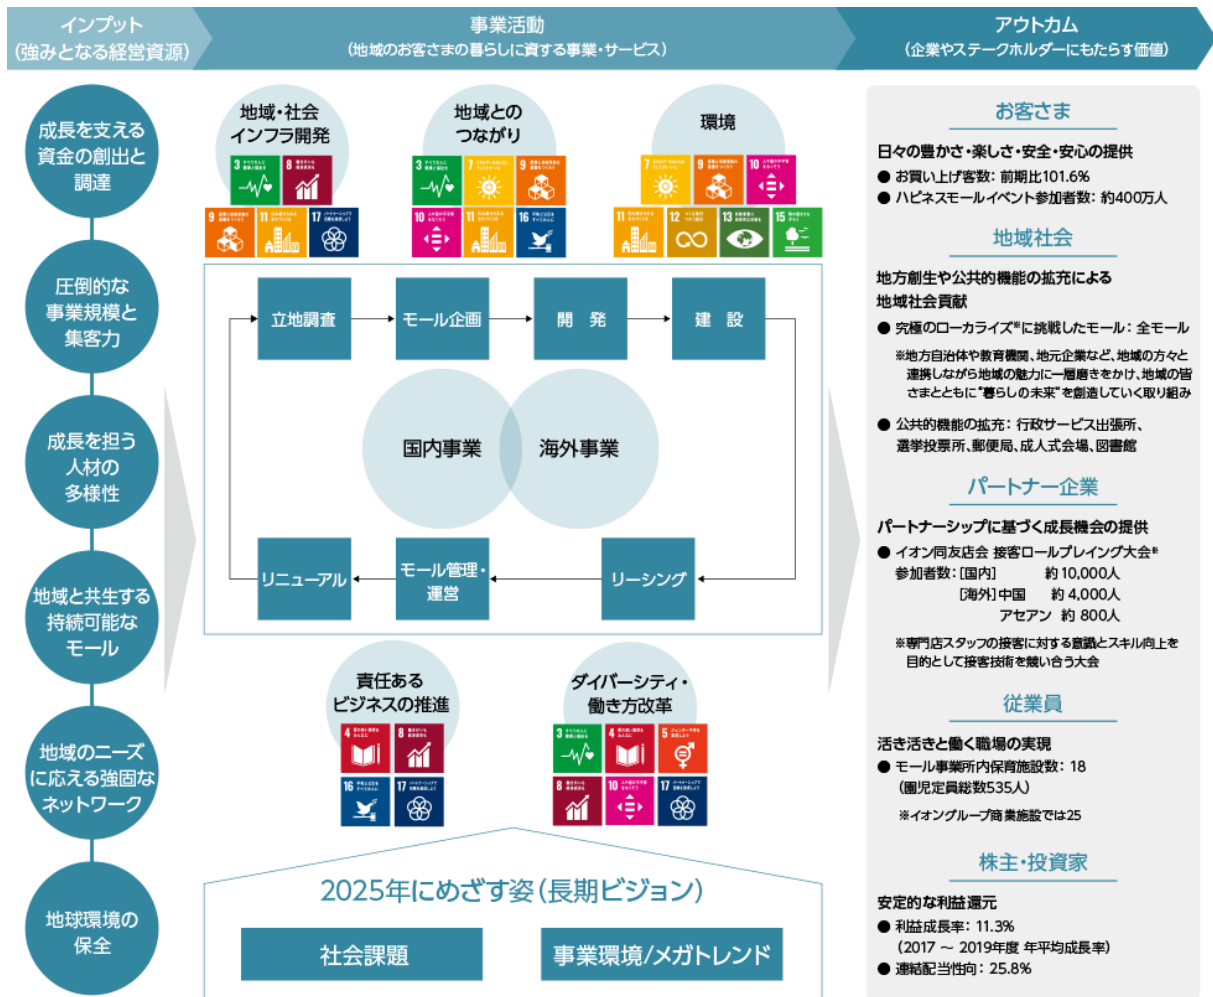 インプット
（強みとなる経営資源）
事業活動
（地域のお客さまの暮らしに資する事業・サービス）
アウトカム
（企業やステークホルダーにもたらす価値）
成長を支える
資金の創出と
調達
圧倒的な
事業規模と
集客力
成長を担う
人材の
多様性
地域と共生する
持続可能な
モール
地域のニーズ
に応える強固な
ネットワーク
地球環境の
保全
地域・社会
インフラ開発
3
8
9
11
17
地域との
つながり
3
7
9
10
11
16
環境
7
9
10
11
12
13
15
立地調査
モール企画
開　発
建　設
国内事業
海外事業
リニューアル
モール管理・
運営
リーシング
責任ある
ビジネスの推進
4
8
16
17
ダイバーシティ・
働き方改革
3
4
5
8
10
17
2025年にめざす姿（長期ビジョン）
社会課題
事業環境/メガトレンド
お客さま
日々の豊かさ・楽しさ・安全・安心の提供
● お買い上げ客数：前期比101.6%
● ハピネスモールイベント参加者数：約400万人
地域社会
地方創生や公共的機能の拡充による
地域社会貢献
● 究極のローカライズ※に挑戦したモール：全モール
※地方自治体や教育機関、地元企業など、地域の方々と
連携しながら地域の魅力に一層磨きをかけ、地域の皆
さまとともに“暮らしの未来”を創造していく取り組み
● 公共的機能の拡充：行政サービス出張所、
選挙投票所、郵便局、成人式会場、図書館
パートナー企業
パートナーシップに基づく成長機会の提供
● イオン同友店会 接客ロールプレイング大会※
参加者数：［国内］ 約10,000人
［海外］中国 約4,000人
アセアン 約800人
※専門店スタッフの接客に対する意識とスキル向上を
目的として接客技術を競い合う大会
従業員
活き活きと働く職場の実現
● モール事業所内保育施設数：18
（園児定員総数535人）
※イオングループ商業施設では25
株主・投資家
安定的な利益還元
● 利益成長率：11.3%
（2017 ～ 2019年度 年平均成長率）
● 連結配当性向：25.8%